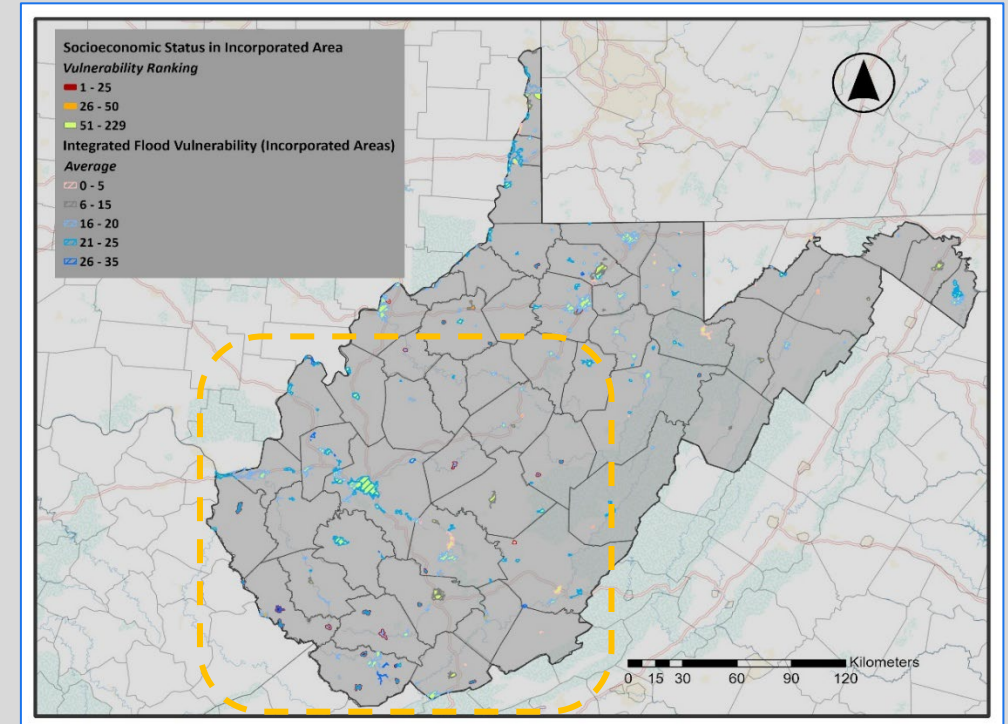 Socioeconomic Status in Incorporated Area
Vulnerability Ranking
1 - 25
26 - 50
51 - 229
Integrated Flood Vulnerability (Incorporated Areas)
Average
0 - 5
6 - 15
16 - 20
21 - 25
26 - 35
Kilometers
0 15 30 60 90 120